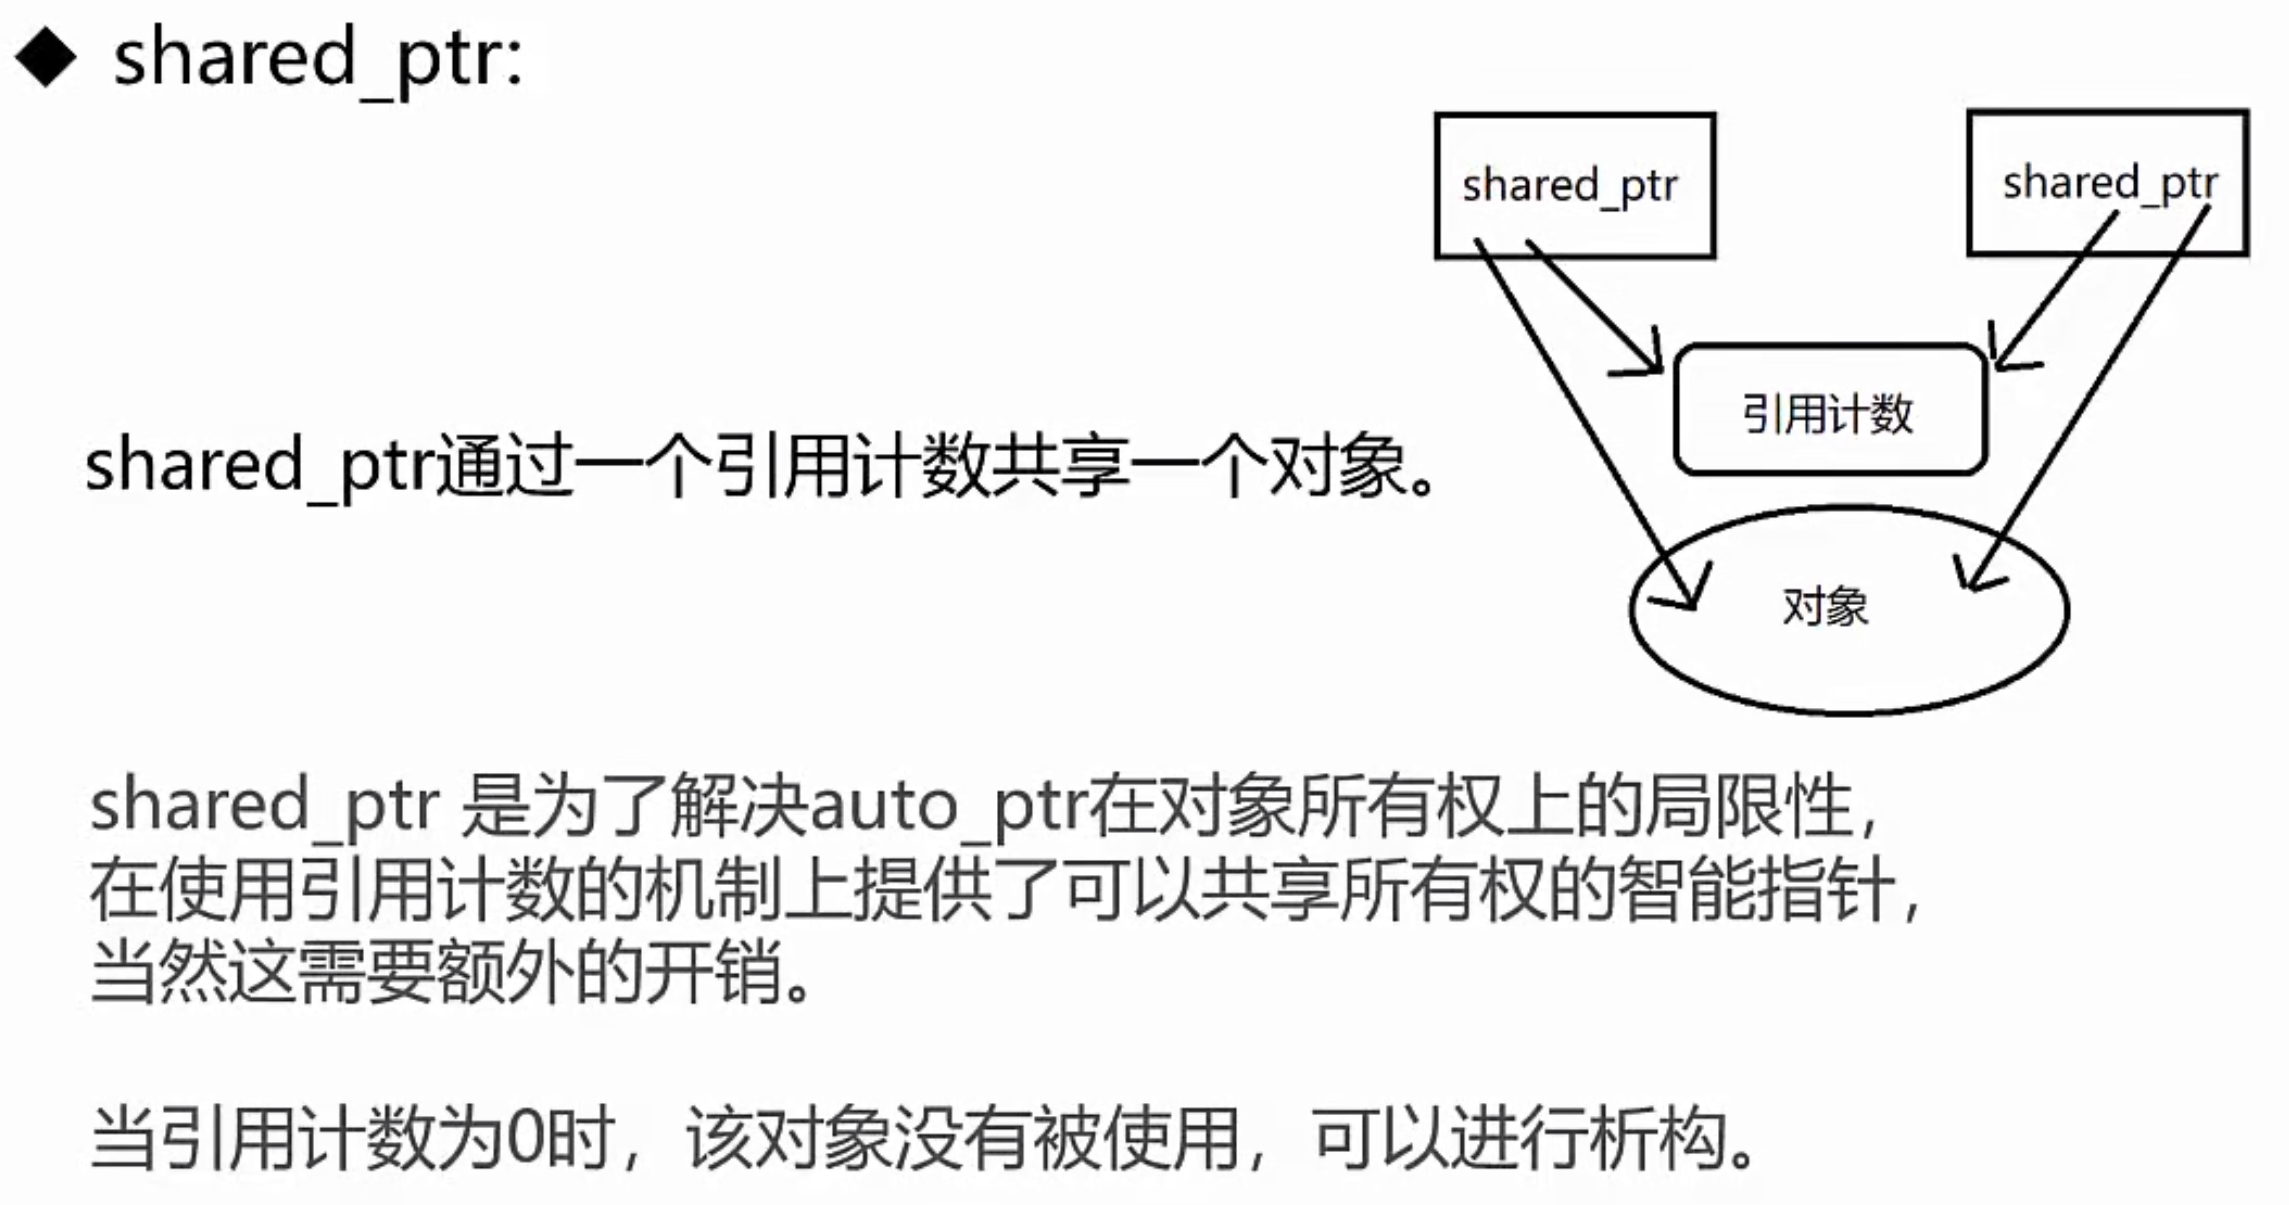 ◆ shared_ptr:
shared_ptr
shared_ptr
引用计数
shared_ptr通过一个引用计数共享一个对象。
对象
shared_ptr 是为了解决auto_ptr在对象所有权上的局限性，
在使用引用计数的机制上提供了可以共享所有权的智能指针，
当然这需要额外的开销。
当引用计数为0时，该对象没有被使用，可以进行析构。